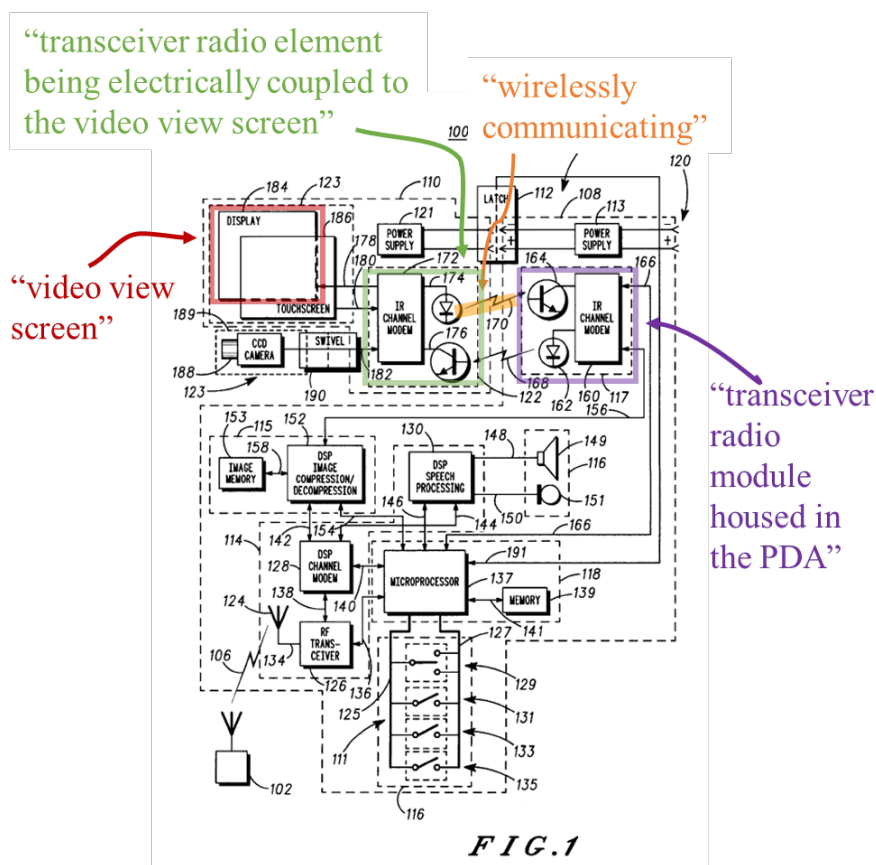 “transceiver radio element
being electrically coupled to
the video view screen”
“wirelessly
communicating”
100
184
123
110
LATCH
112
108
120
DISPLAY
186
121
113
POWER
SUPPLY
POWER
SUPPLY
178
172
180
174
164
166
“video view
screen”
TOUCHSCREEN
IR
CHANNEL
MODEM
IR
CHANNEL
MODEM
170
189
CCD
CAMERA
SWIVEL
176
188
182
168
123
190
122
162
160
117
156
“transceiver
radio
module
housed in
the PDA”
153
152
115
130
148
149
IMAGE
MEMORY
158
DSP
IMAGE
COMPRESSION/
DECOMPRESSION
DSP
SPEECH
PROCESSING
116
151
146
150
144
142
154
166
114
191
DSP
CHANNEL
MODEM
128
MICROPROCESSOR
118
137
MEMORY
139
140
138
141
124
RF
TRANS-
CEIVER
127
134
106
126
136
125
129
131
111
133
135
102
116
FIG.1
+
+
−